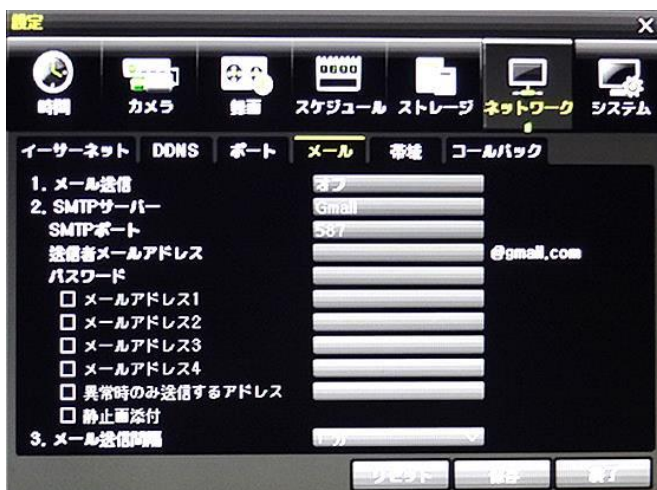 設定
時間 カメラ 録画 スケジュール ストレージ ネットワーク システム
イーサーネット DDNS ポート メール 帯域 コールバック
1. メール送信 オフ
2. SMTPサーバー Gmail
SMTPポート 587
送信者メールアドレス @gmail.com
パスワード
メールアドレス1
メールアドレス2
メールアドレス3
メールアドレス4
異常時のみ送信するアドレス
静止画添付
3. メール送信間隔 1 分
リセット 保存 終了